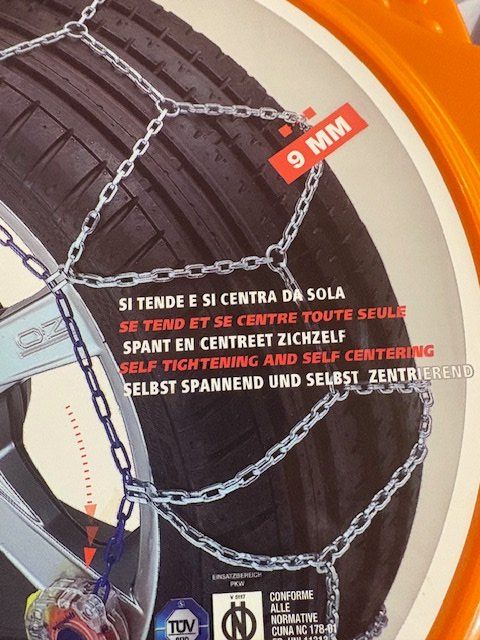 9 MM
SI TENDE E SI CENTRA DA SOLA
SE TEND ET SE CENTRE TOUTE SEULE
SPANT EN CENTREET ZICHZELF
SELF TIGHTENING AND SELF CENTERING
SELBST SPANNEND UND SELBST ZENTRIEREND
EINSATZBEREICH
PKW
V 5117
TÜV
CONFORME
ALLE
NORMATIVE
CUNA NC 178-01